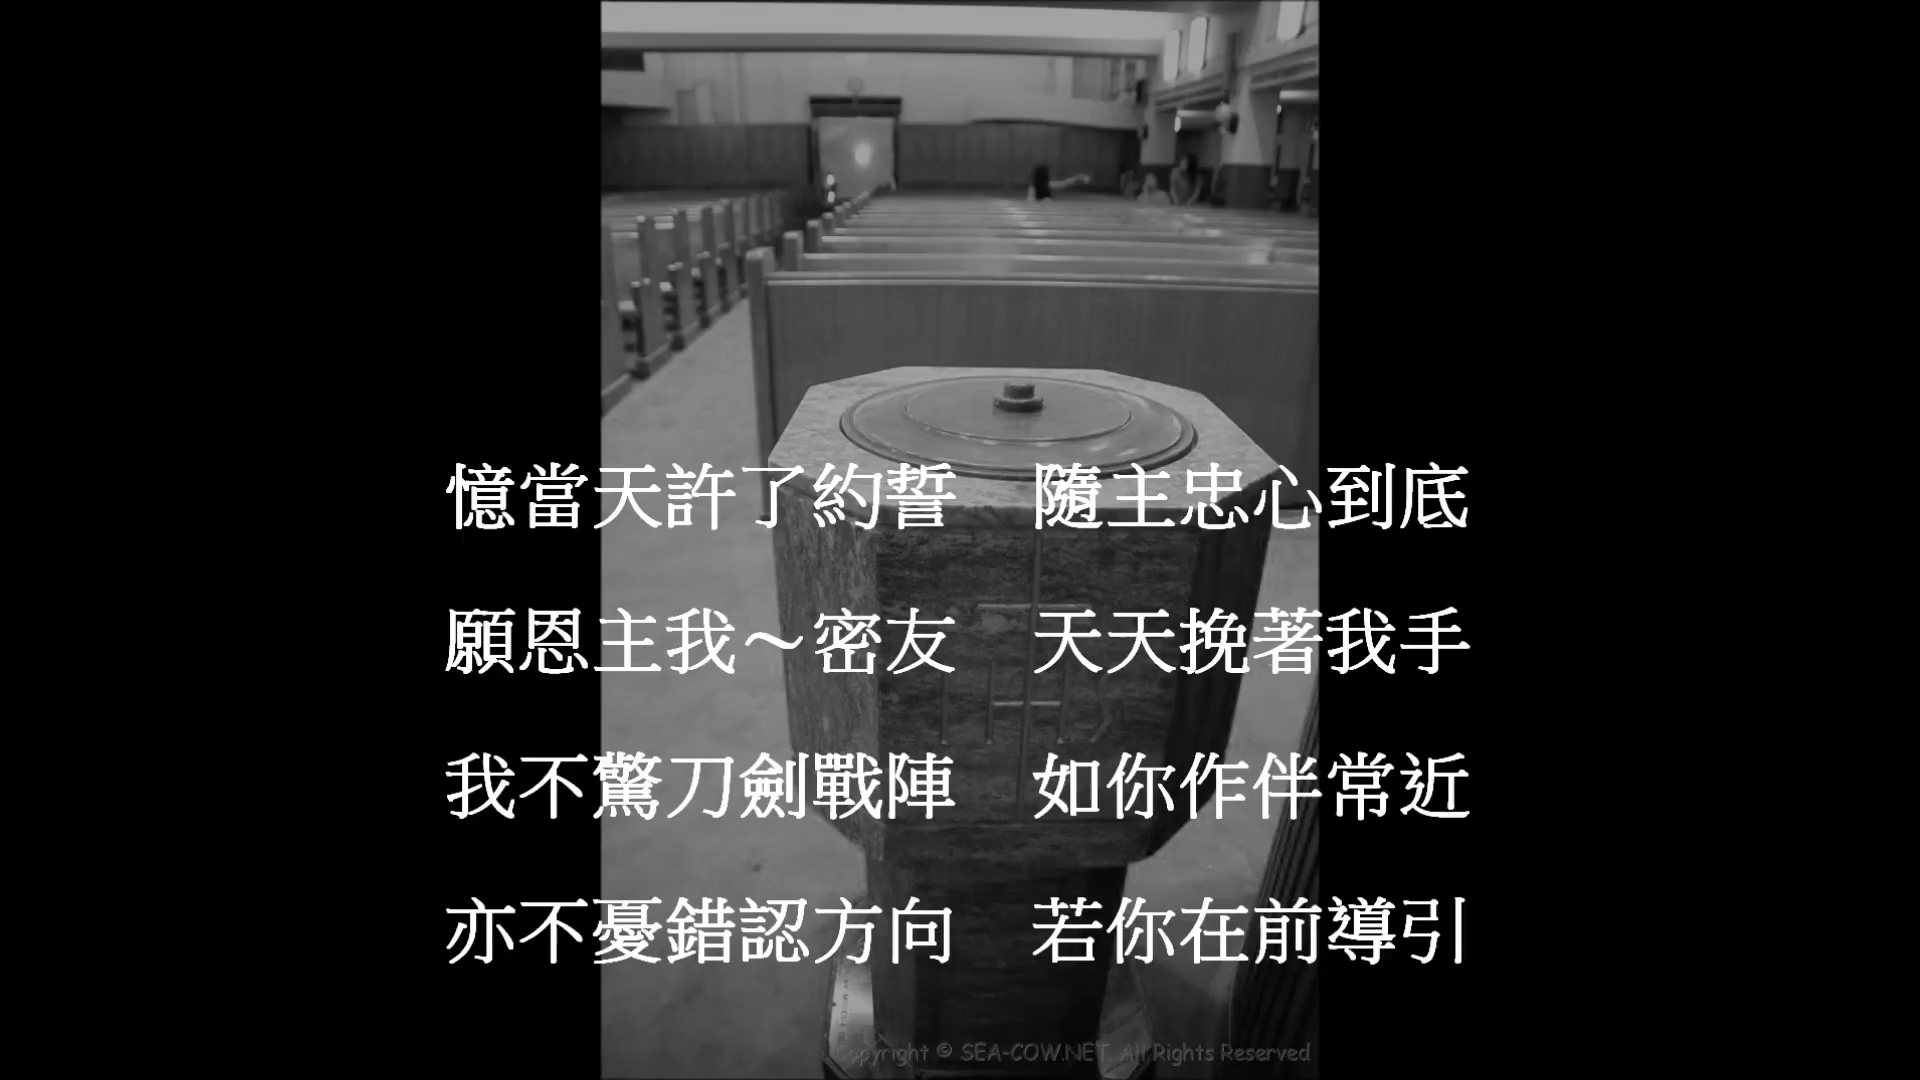 憶當天許了約誓　隨主忠心到底
願恩主我～密友　天天挽著我手
我不驚刀劍戰陣　如你作伴常近
亦不憂錯認方向　若你在前導引
Copyright © SEA-COW.NET All Rights Reserved